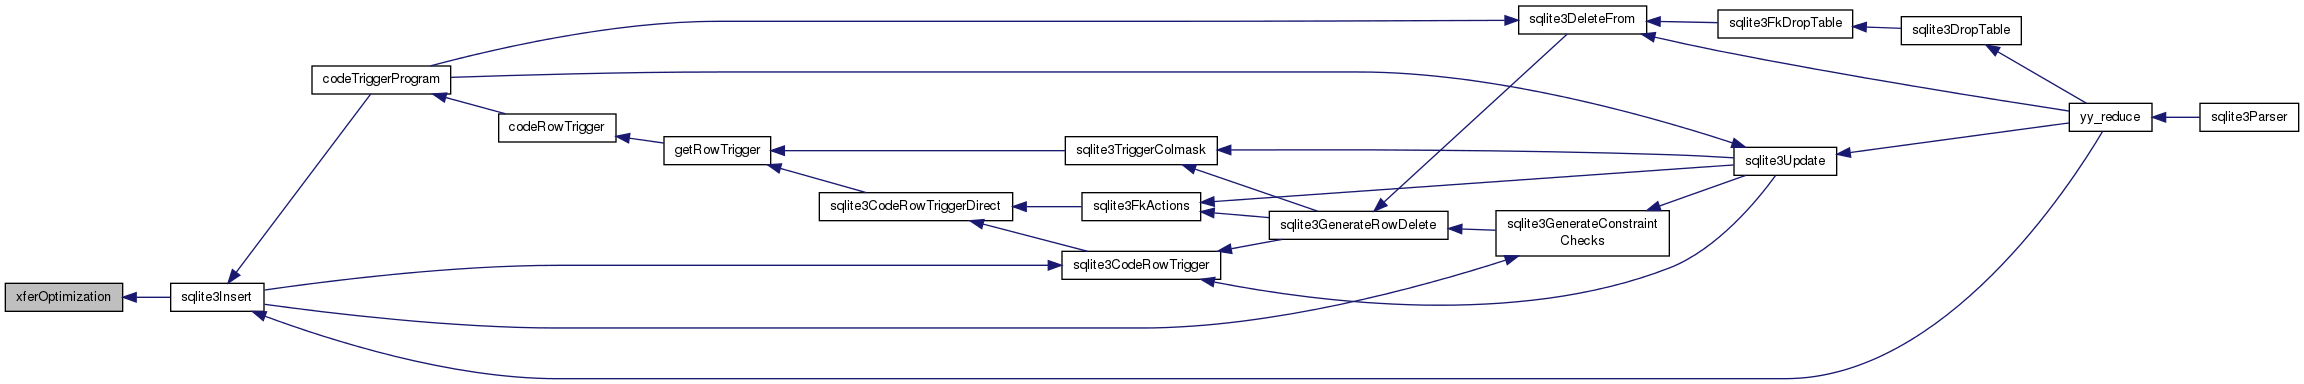 sqlite3DeleteFrom
sqlite3FkDropTable
sqlite3DropTable
codeTriggerProgram
yy_reduce
sqlite3Parser
codeRowTrigger
getRowTrigger
sqlite3TriggerColmask
sqlite3Update
sqlite3CodeRowTriggerDirect
sqlite3FkActions
sqlite3GenerateRowDelete
sqlite3GenerateConstraint
Checks
sqlite3CodeRowTrigger
xferOptimization
sqlite3Insert